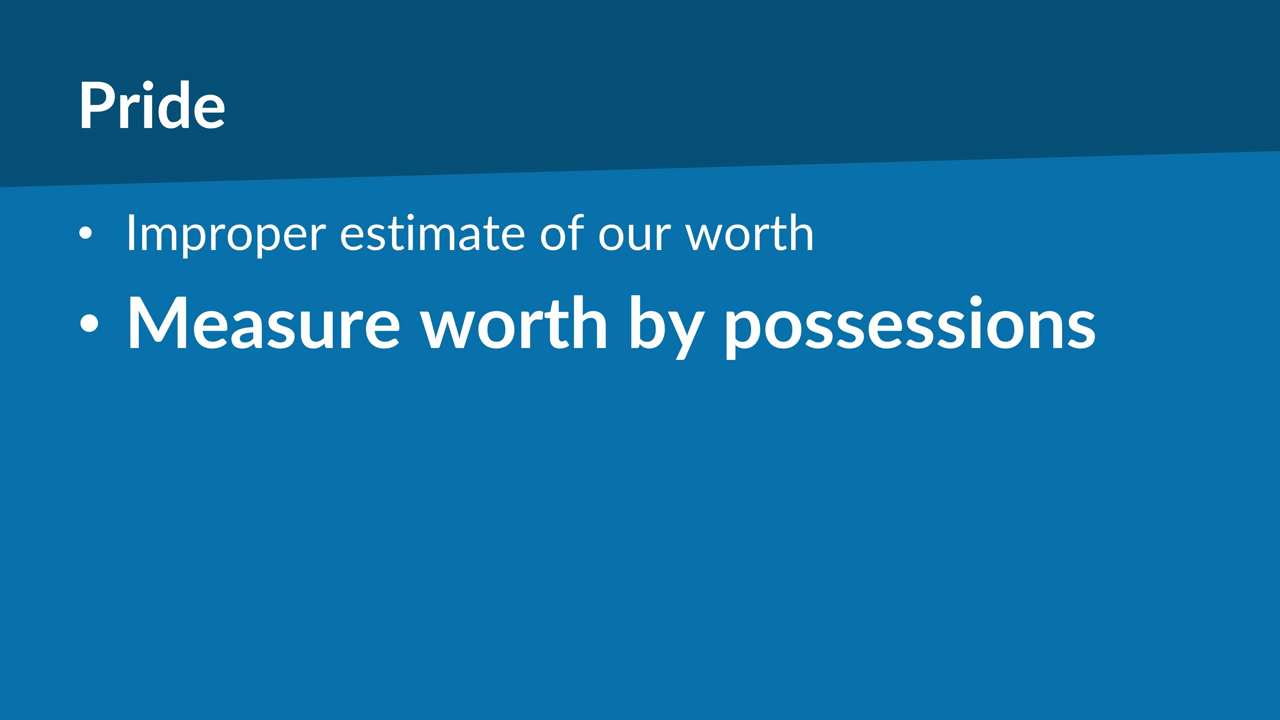 Pride
• Improper estimate of our worth
• Measure worth by possessions